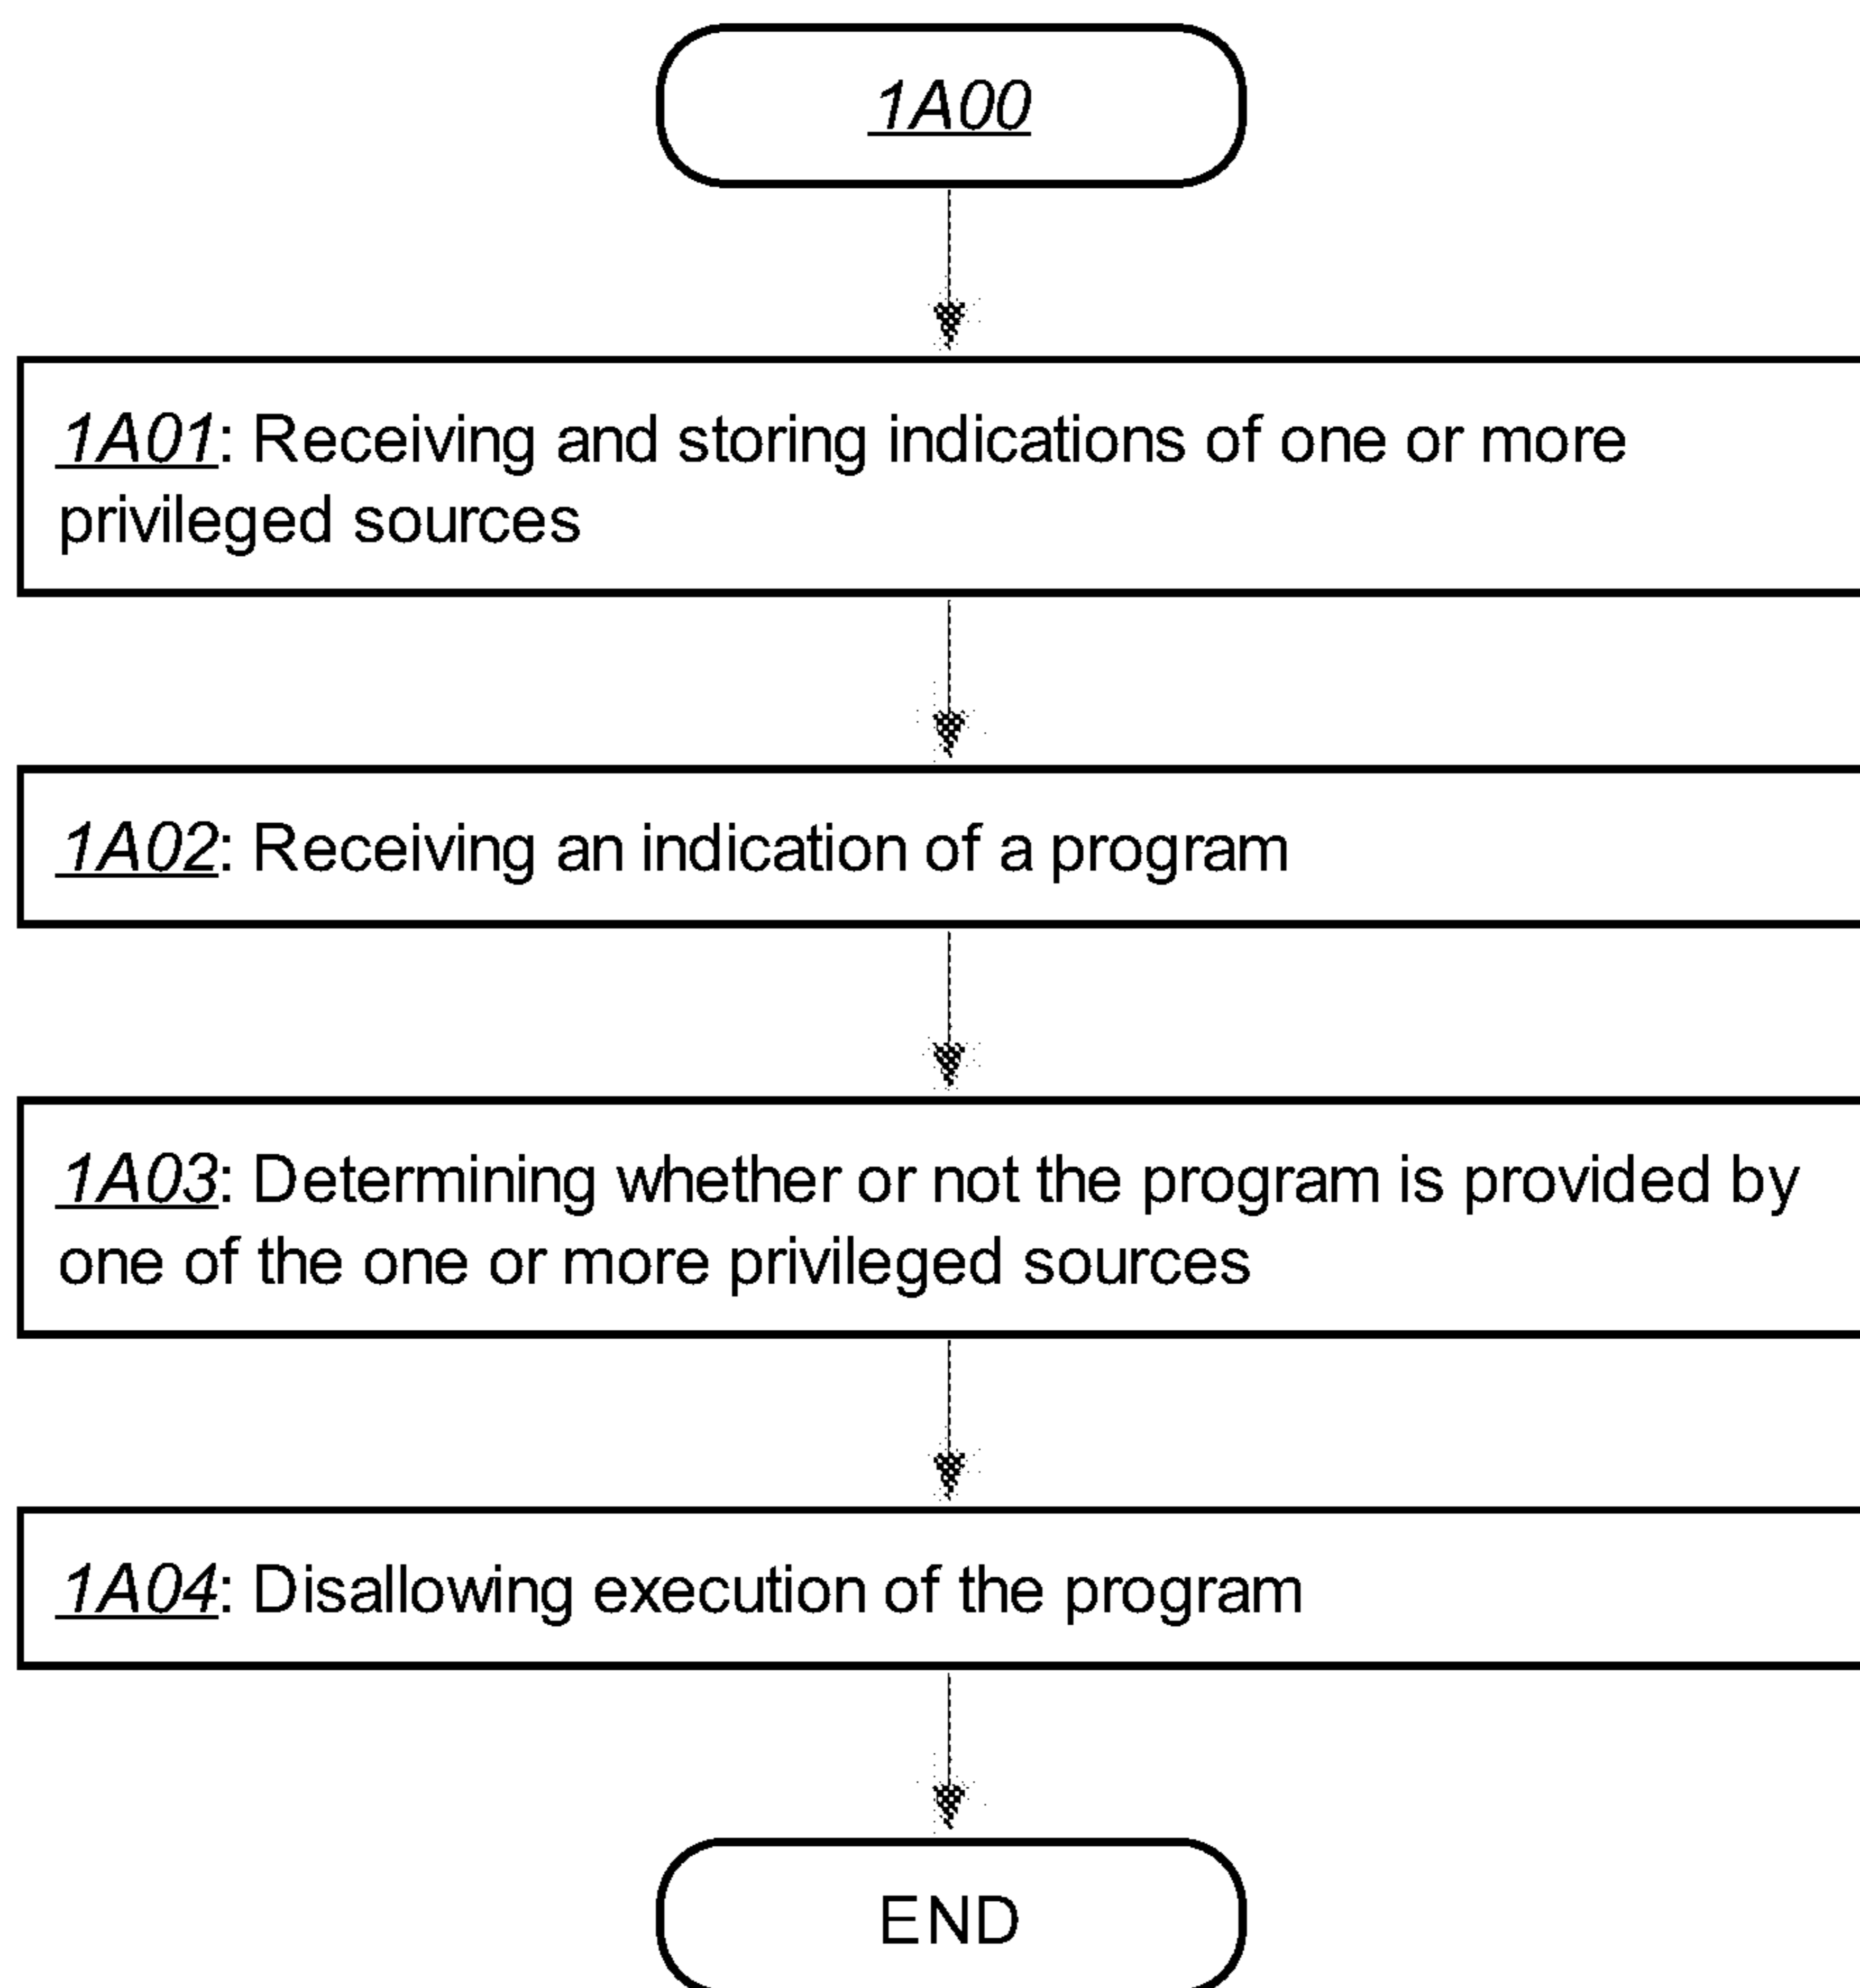 1A00
1A01: Receiving and storing indications of one or more
privileged sources
1A02: Receiving an indication of a program
1A03: Determining whether or not the program is provided by
one of the one or more privileged sources
1A04: Disallowing execution of the program
END